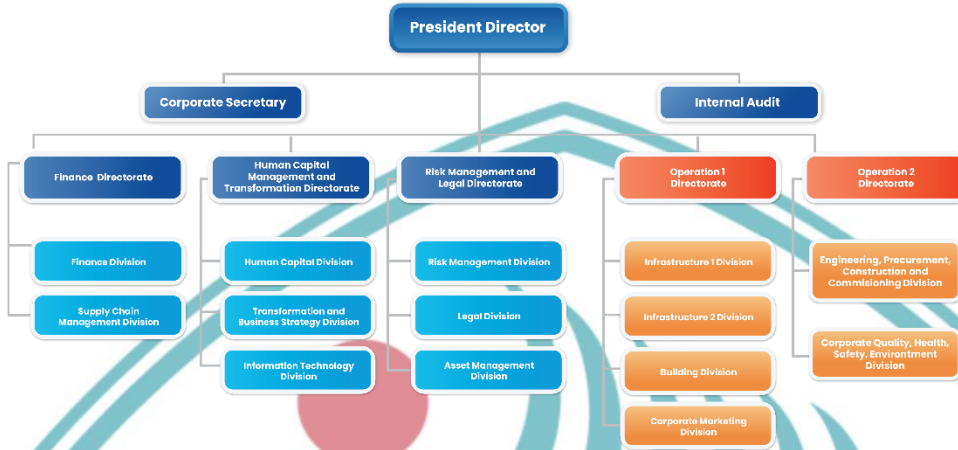 President Director
Corporate Secretary
Internal Audit
Finance Directorate
Human Capital
Management and
Transformation Directorate
Risk Management and
Legal Directorate
Operation 1
Directorate
Operation 2
Directorate
Finance Division
Supply Chain
Management Division
Human Capital Division
Transformation and
Business Strategy Division
Information Technology
Division
Risk Management Division
Legal Division
Asset Management
Division
Infrastructure 1 Division
Infrastructure 2 Division
Building Division
Corporate Marketing
Division
Engineering, Procurement,
Construction and
Commisioning Division
Corporate Quality, Health,
Safety, Environtment
Division